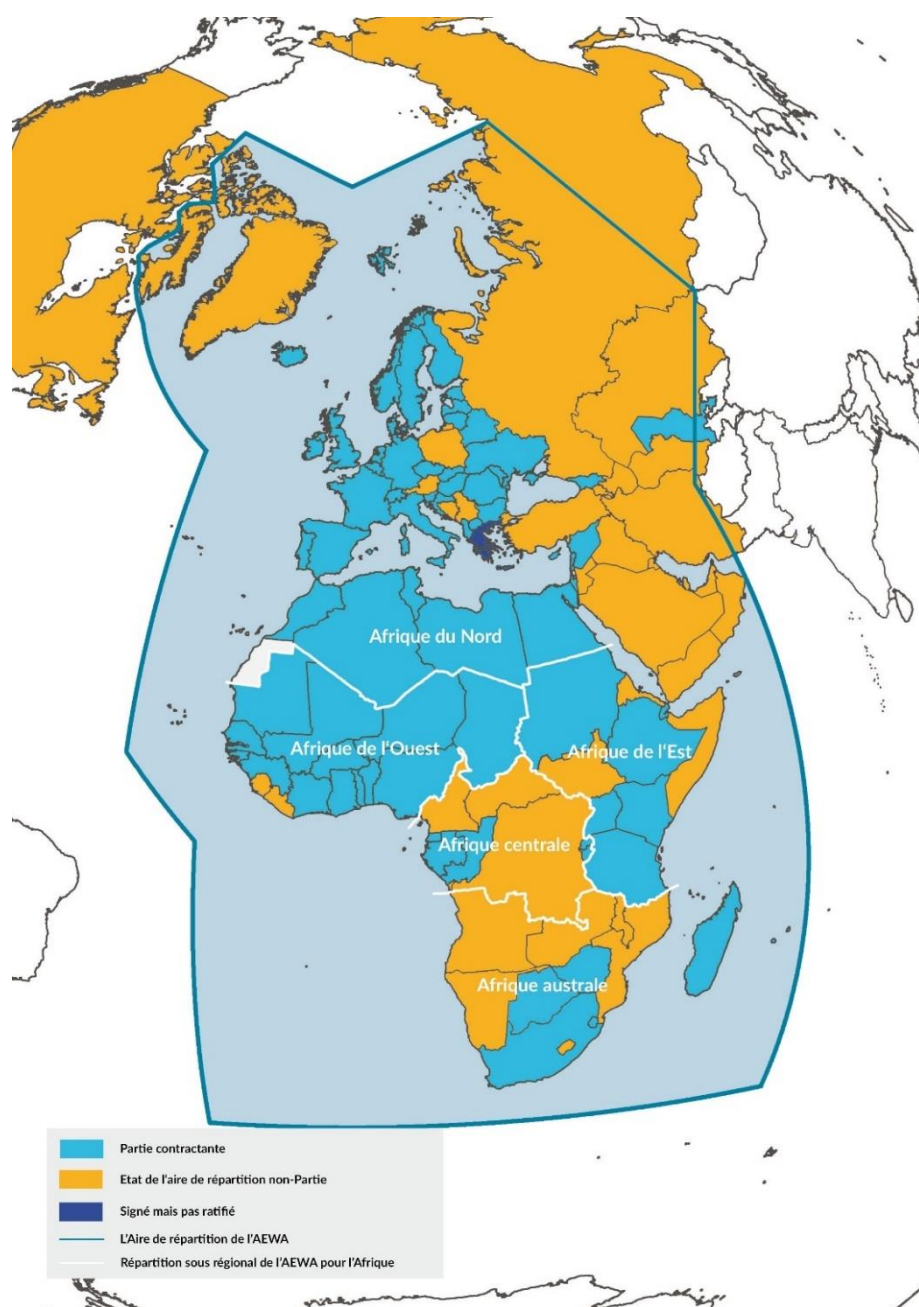 Afrique du Nord
Afrique de l'Ouest
Afrique de l'Est
Afrique centrale
Afrique australe
Partie contractante
Etat de l'aire de répartition non-Partie
Signé mais pas ratifié
L'Aire de répartition de l'AEWA
Répartition sous régional de l'AEWA pour l'Afrique